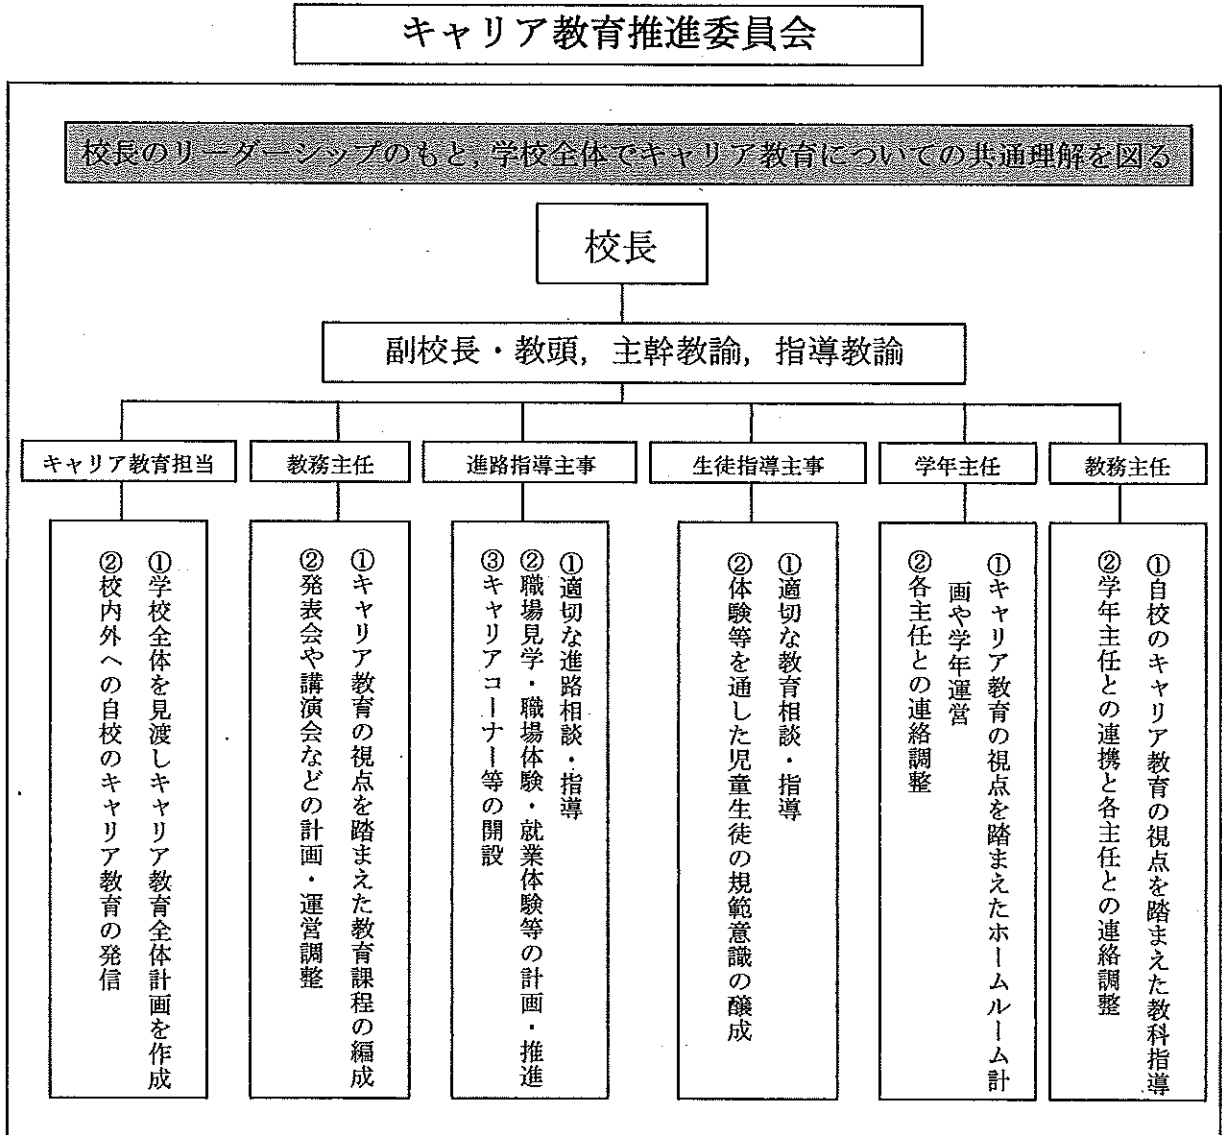 キャリア教育推進委員会
校長のリーダーシップのもと,学校全体でキャリア教育についての共通理解を図る
校長
副校長・教頭,主幹教諭,指導教諭
キャリア教育担当
①学校全体を見渡しキャリア教育全体計画を作成
②校内外への自校のキャリア教育の発信
教務主任
①キャリア教育の視点を踏まえた教育課程の編成
②発表会や講演会などの計画・運営調整
進路指導主事
①適切な進路相談・指導
②職場見学・職場体験・就業体験等の計画・推進
③キャリアコーナー等の開設
生徒指導主事
①適切な教育相談・指導
②体験等を通した児童生徒の規範意識の醸成
学年主任
①キャリア教育の視点を踏まえたホームルーム計
画や学年運営
②各主任との連絡調整
教務主任
①自校のキャリア教育の視点を踏まえた教科指導
②学年主任との連携と各主任との連絡調整